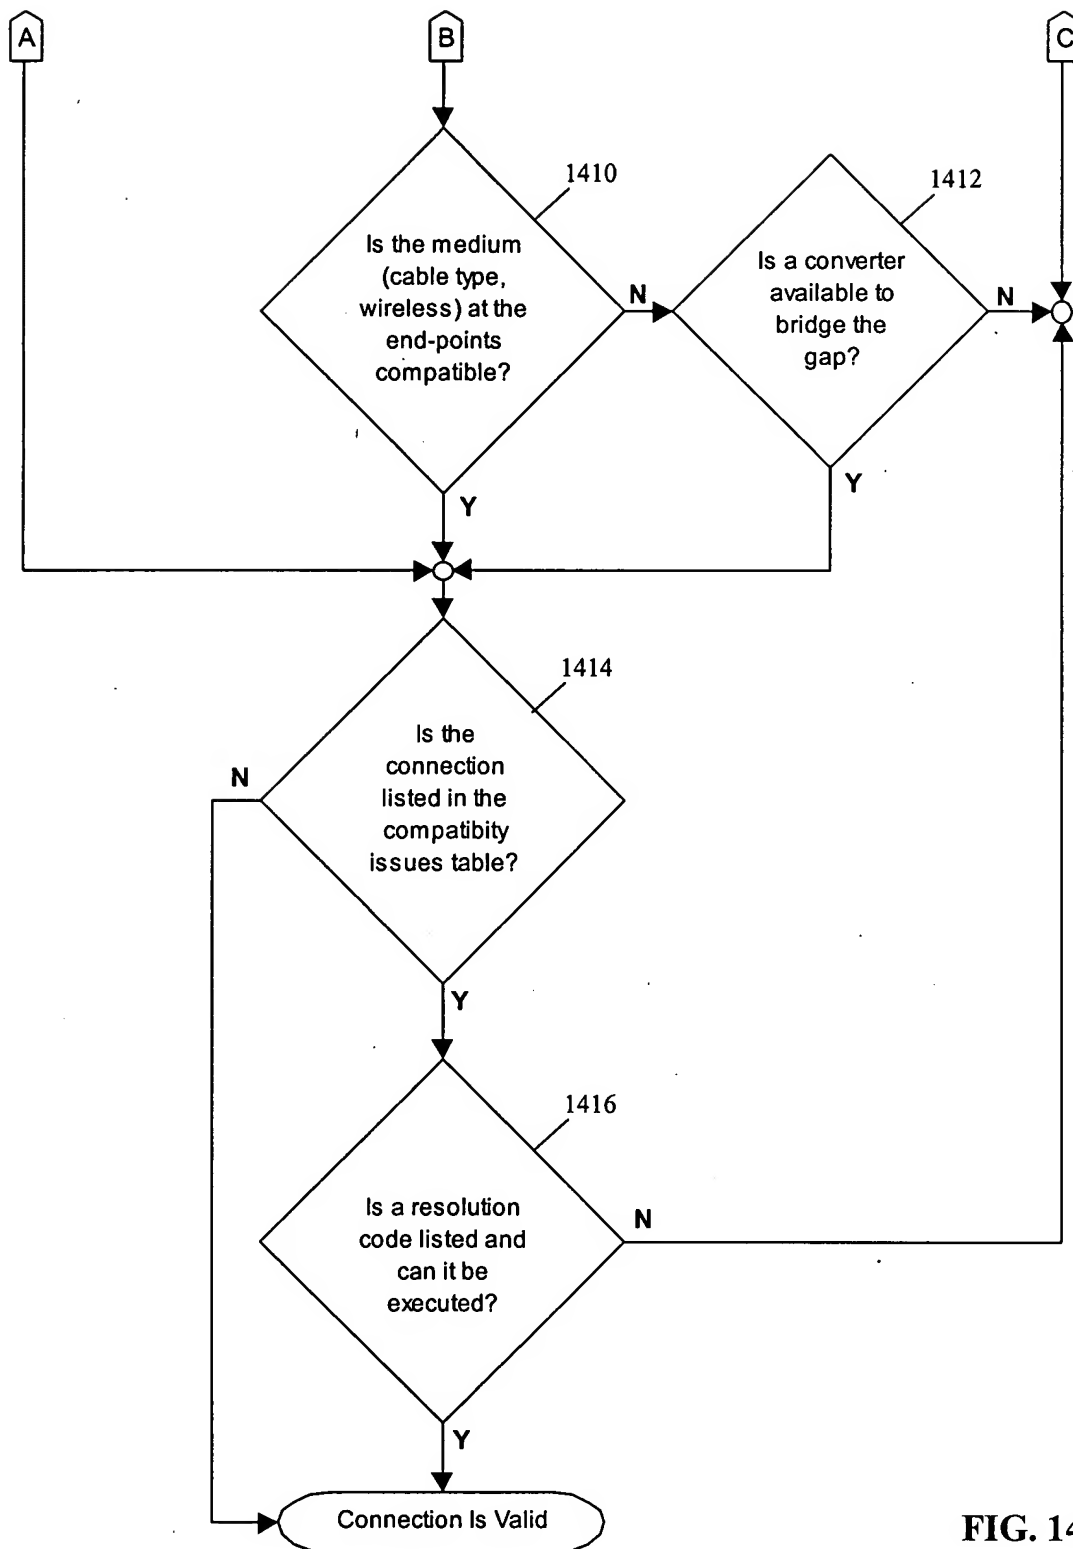 A
B
C
1410
Is the medium
(cable type,
wireless) at the
end-points
compatible?
N
Y
1412
Is a converter
available to
bridge the
gap?
N
Y
1414
Is the
connection
listed in the
compatibity
issues table?
N
Y
1416
Is a resolution
code listed and
can it be
executed?
N
Y
Connection Is Valid
FIG. 14